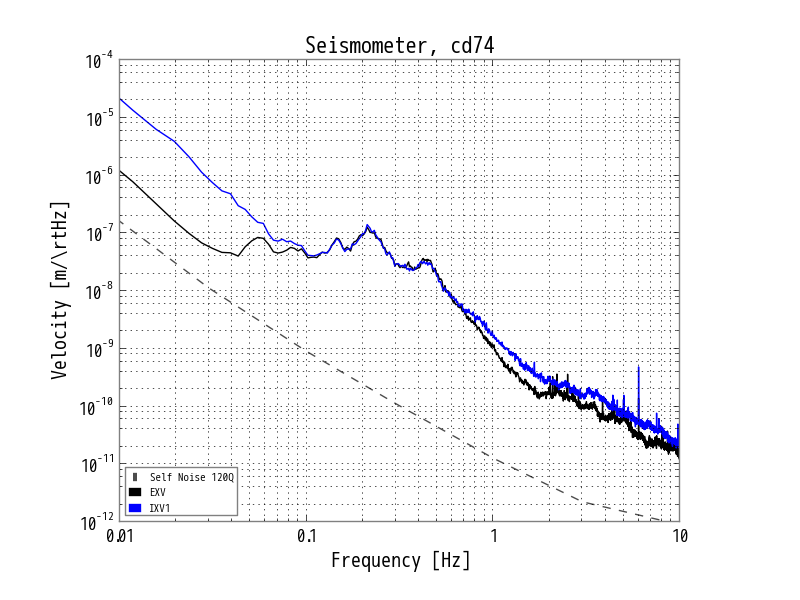 Seismometer, cd74
10-4
10-5
10-6
10-7
10-8
10-9
10-10
10-11
10-12
Velocity [m/\rtHz]
Self Noise 120Q
EXV
IXV1
0.01 0.1 1 10
Frequency [Hz]